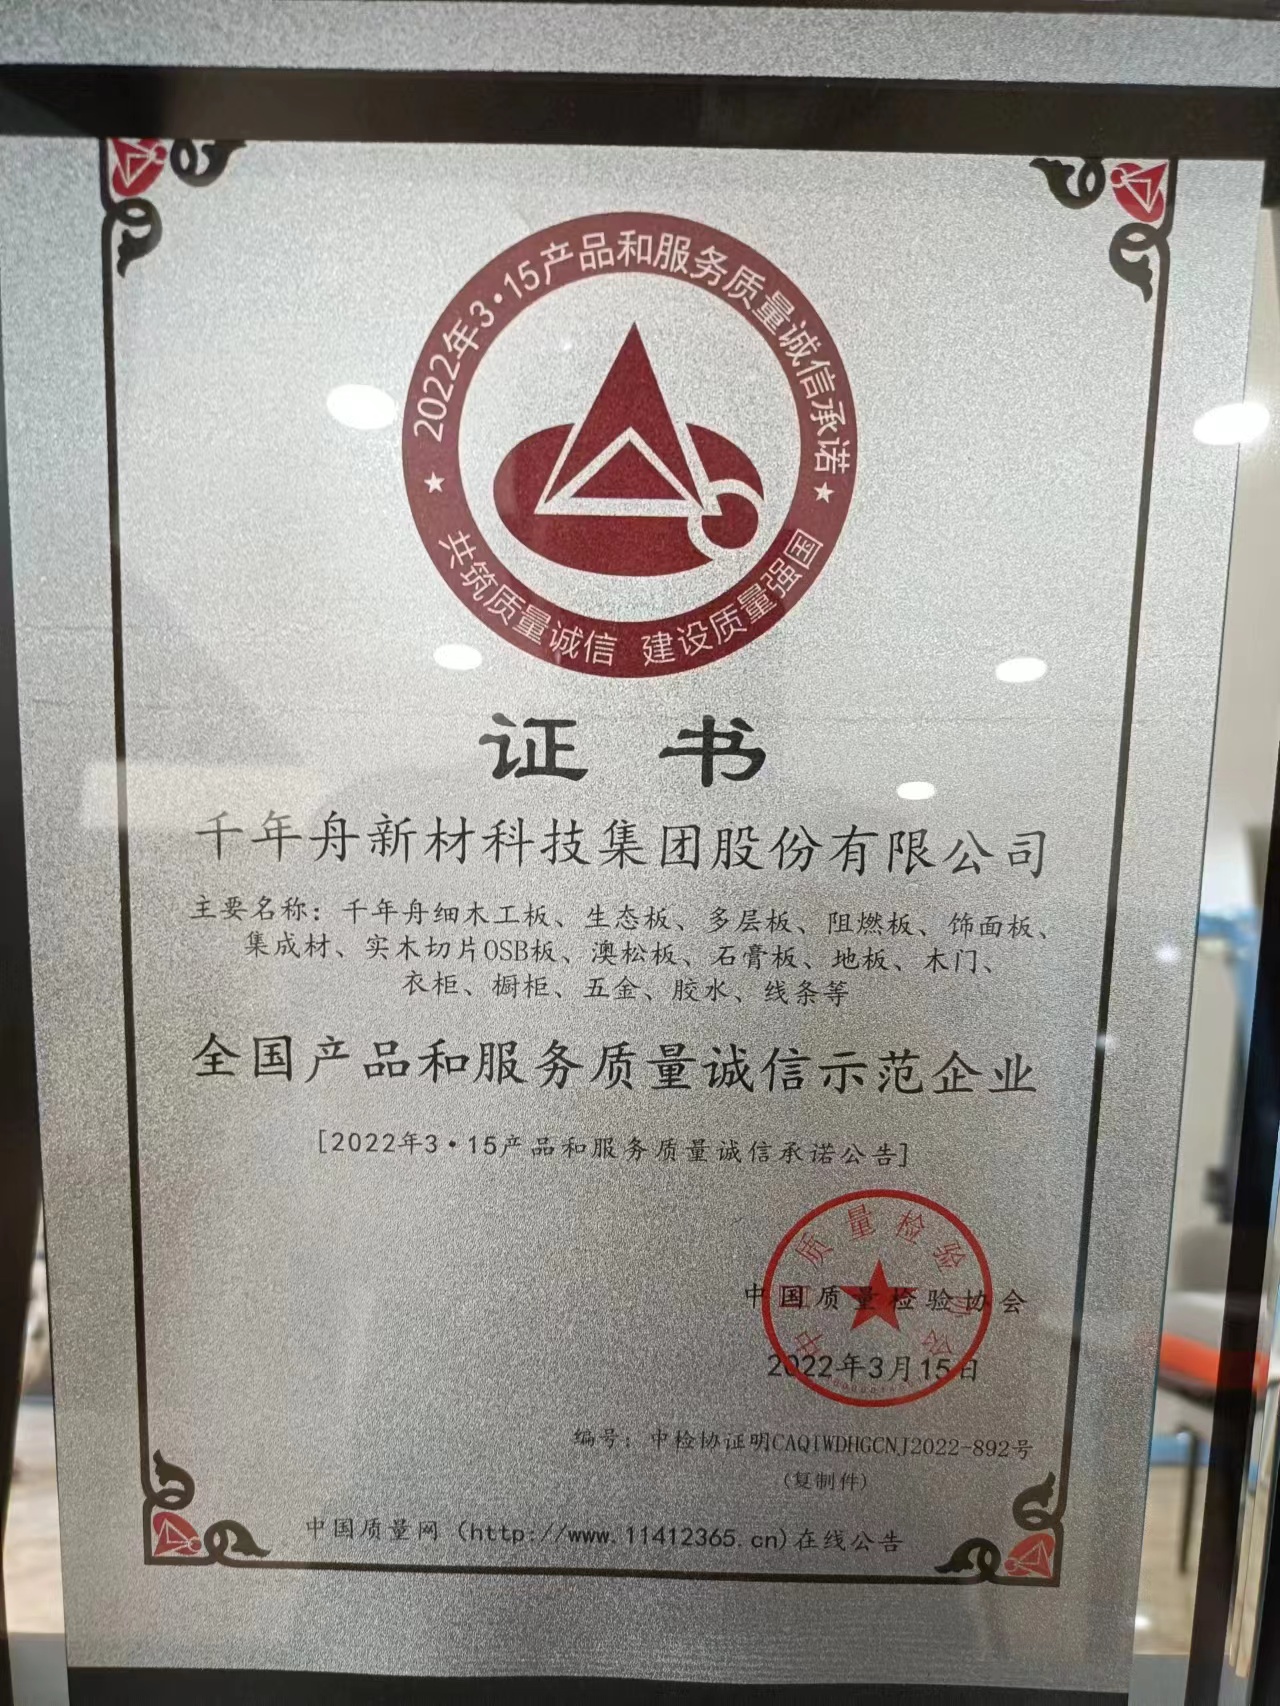 2022年3·15产品和服务质量诚信承诺
共筑质量诚信 建设质量强国
证书
千年舟新材科技集团股份有限公司
主要名称：千年舟细木工板、生态板、多层板、阻燃板、饰面板、
集成材、实木切片OSB板、澳松板、石膏板、地板、木门、
衣柜、橱柜、五金、胶水、线条等
全国产品和服务质量诚信示范企业
[2022年3·15产品和服务质量诚信承诺公告]
中国质量检验协会
中国质量检验协会
2022年3月15日
编号：中检协证明CAQIWDHGCNJ2022-892号
(复制件)
中国质量网 (http://www.11412365.cn)在线公告